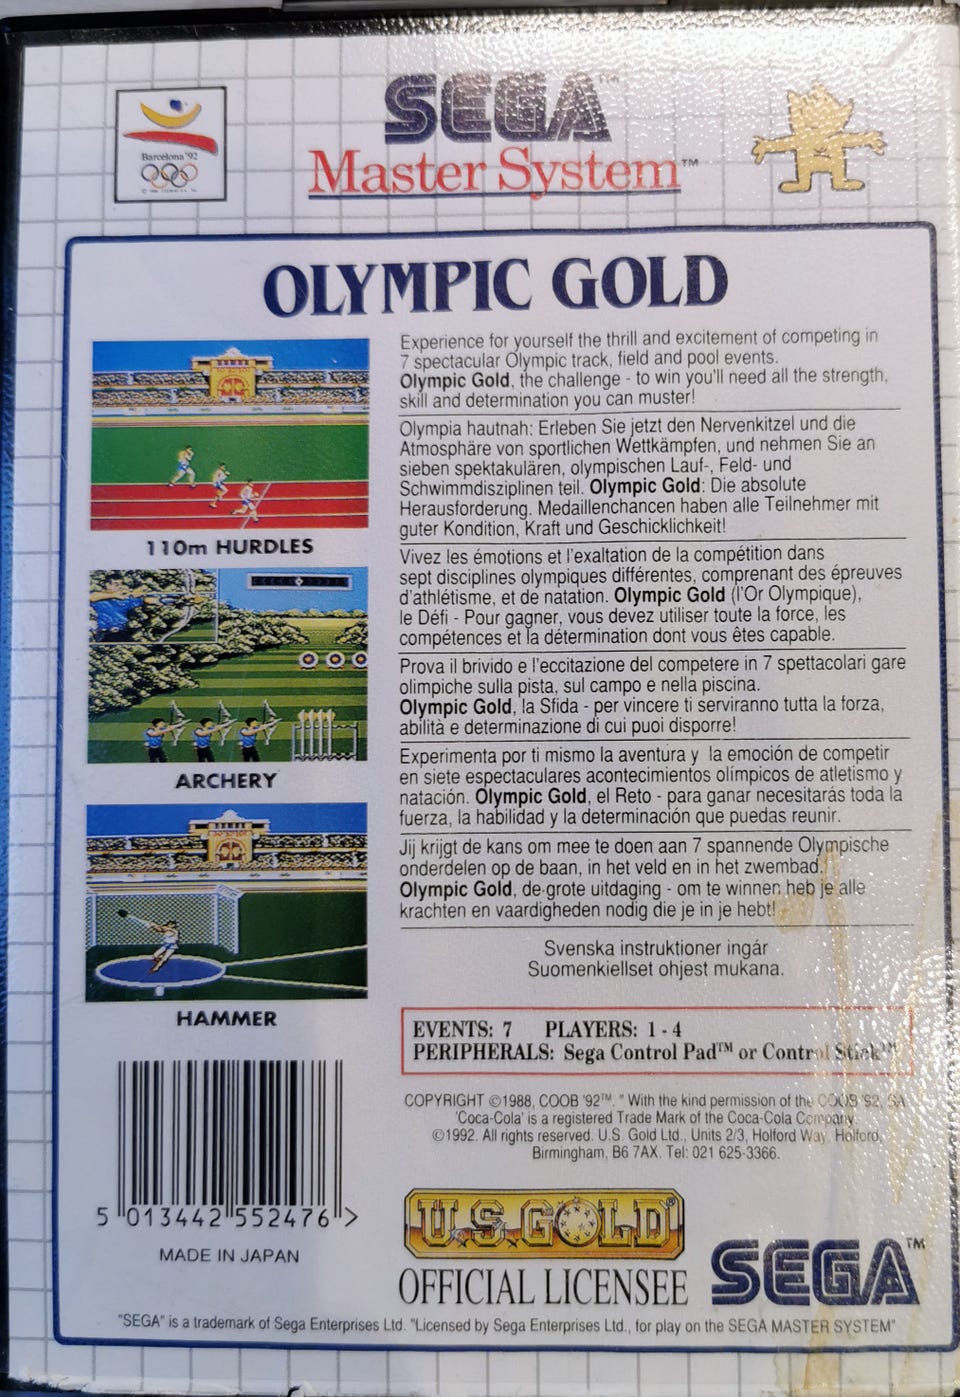 Barcelona '92
SEGA™
Master System™
OLYMPIC GOLD
110m HURDLES
ARCHERY
HAMMER
Experience for yourself the thrill and excitement of competing in
7 spectacular Olympic track, field and pool events.
Olympic Gold, the challenge - to win you'll need all the strength,
skill and determination you can muster!
Olympia hautnah: Erleben Sie jetzt den Nervenkitzel und die
Atmosphäre von sportlichen Wettkämpfen, und nehmen Sie an
sieben spektakulären, olympischen Lauf-, Feld- und
Schwimmdisziplinen teil. Olympic Gold: Die absolute
Herausforderung. Medaillenchancen haben alle Teilnehmer mit
guter Kondition, Kraft und Geschicklichkeit!
Vivez les émotions et l'exaltation de la compétition dans
sept disciplines olympiques différentes, comprenant des épreuves
d'athlétisme, et de natation. Olympic Gold (l'Or Olympique),
le Défi - Pour gagner, vous devez utiliser toute la force, les
compétences et la détermination dont vous êtes capable.
Prova il brivido e l'eccitazione del competere in 7 spettacolari gare
olimpiche sulla pista, sul campo e nella piscina.
Olympic Gold, la Sfida - per vincere ti serviranno tutta la forza,
abilità e determinazione di cui puoi disporre!
Experimenta por ti mismo la aventura y la emoción de competir
en siete espectaculares acontecimientos olímpicos de atletismo y
natación. Olympic Gold, el Reto - para ganar necesitarás toda la
fuerza, la habilidad y la determinación que puedas reunir.
Jij krijgt de kans om mee te doen aan 7 spannende Olympische
onderdelen op de baan, in het veld en in het zwembad.
Olympic Gold, de grote uitdaging - om te winnen heb je alle
krachten en vaardigheden nodig die je in je hebt!
Svenska instruktioner ingár
Suomenkiellset ohjest mukana.
EVENTS: 7 PLAYERS: 1 - 4
PERIPHERALS: Sega Control Pad™ or Control Stick™
COPYRIGHT ©1988, COOB '92™. " With the kind permission of the COOB '92, SA
'Coca-Cola' is a registered Trade Mark of the Coca-Cola Company.
©1992. All rights reserved. U.S. Gold Ltd., Units 2/3, Holford Way, Holford,
Birmingham, B6 7AX. Tel: 021 625-3366.
5 013442 552476 >
MADE IN JAPAN
U.S. GOLD®
OFFICIAL LICENSEE
SEGA™
"SEGA" is a trademark of Sega Enterprises Ltd. "Licensed by Sega Enterprises Ltd., for play on the SEGA MASTER SYSTEM"